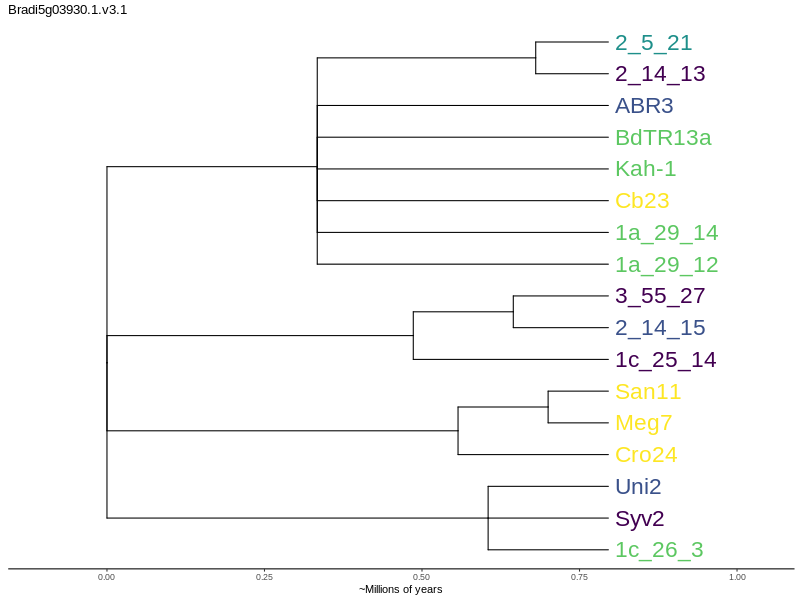 Bradi5g03930.1.v3.1
2_5_21
2_14_13
ABR3
BdTR13a
Kah-1
Cb23
1a_29_14
1a_29_12
3_55_27
2_14_15
1c_25_14
San11
Meg7
Cro24
Uni2
Syv2
1c_26_3
0.00 0.25 0.50 0.75 1.00
~Millions of years